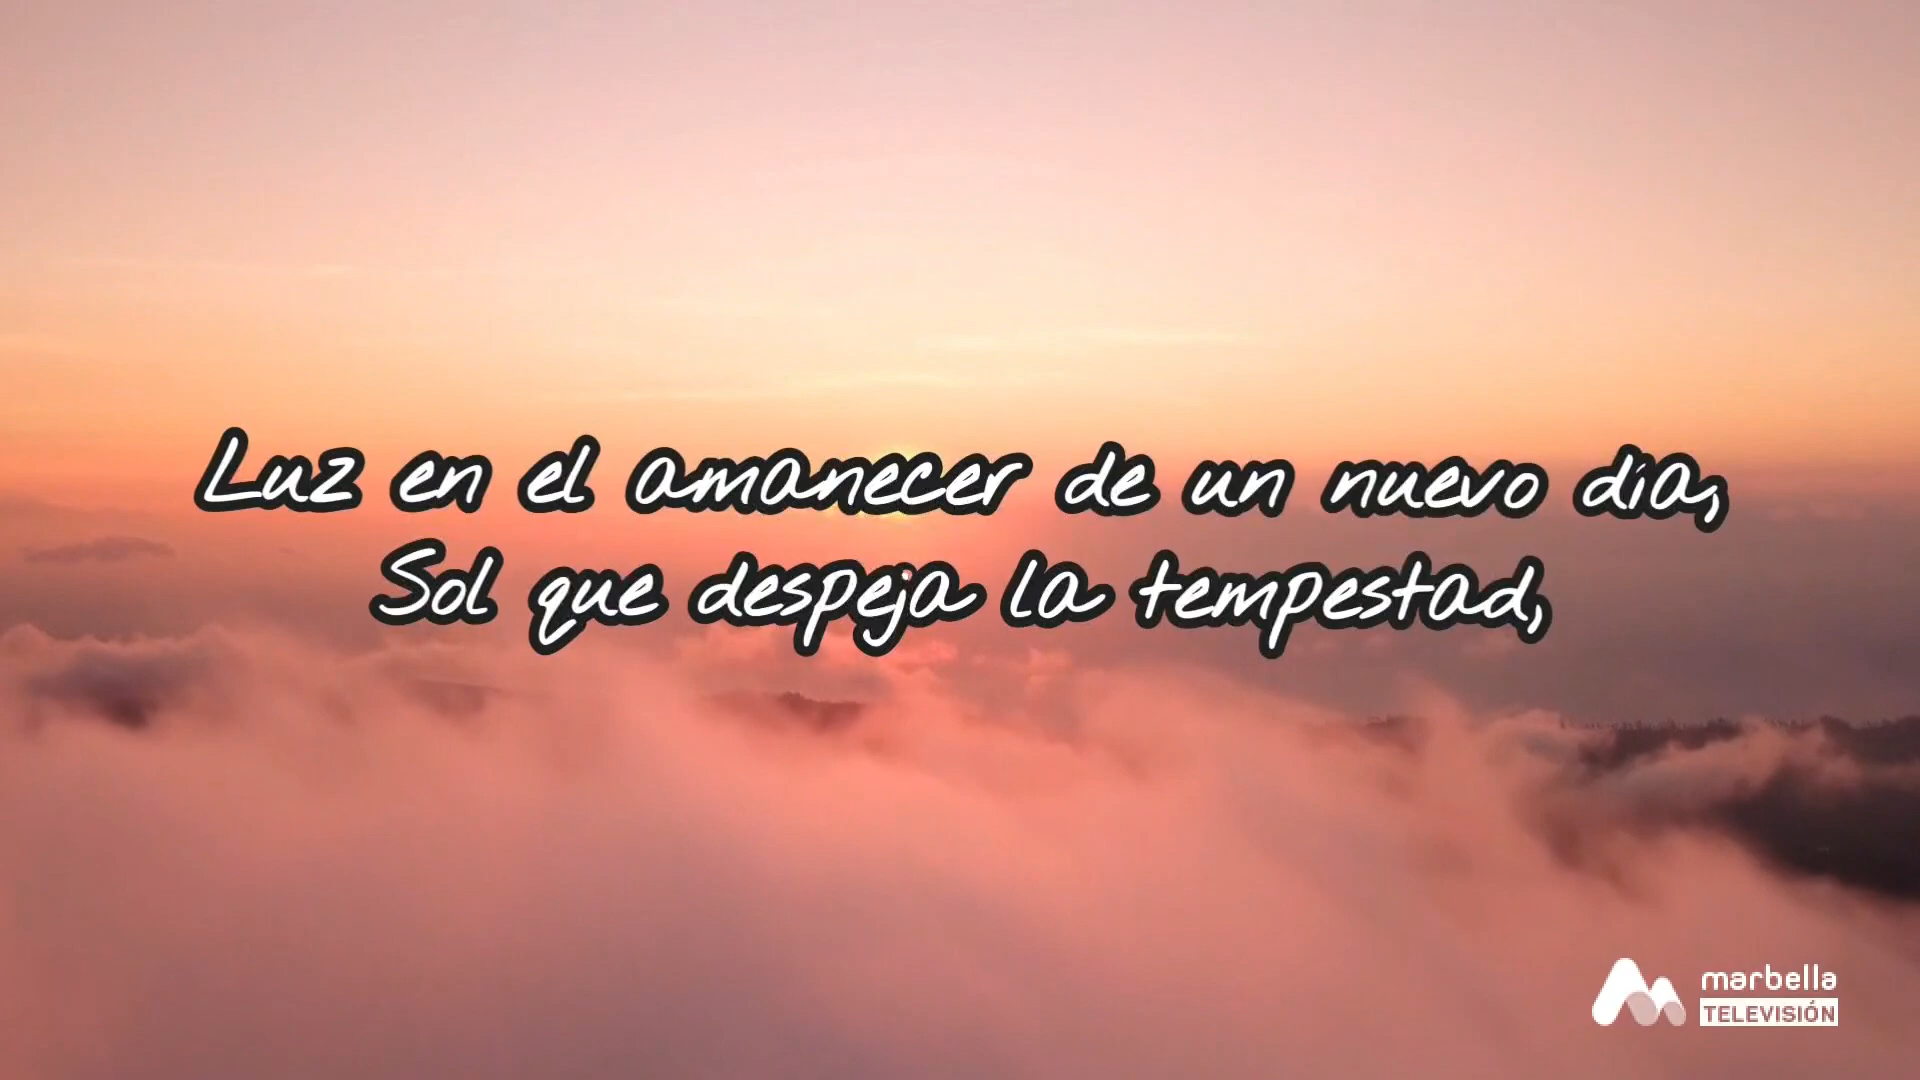 Luz en el amanecer de un nuevo día,
Sol que despeja la tempestad,
marbella
TELEVISIÓN